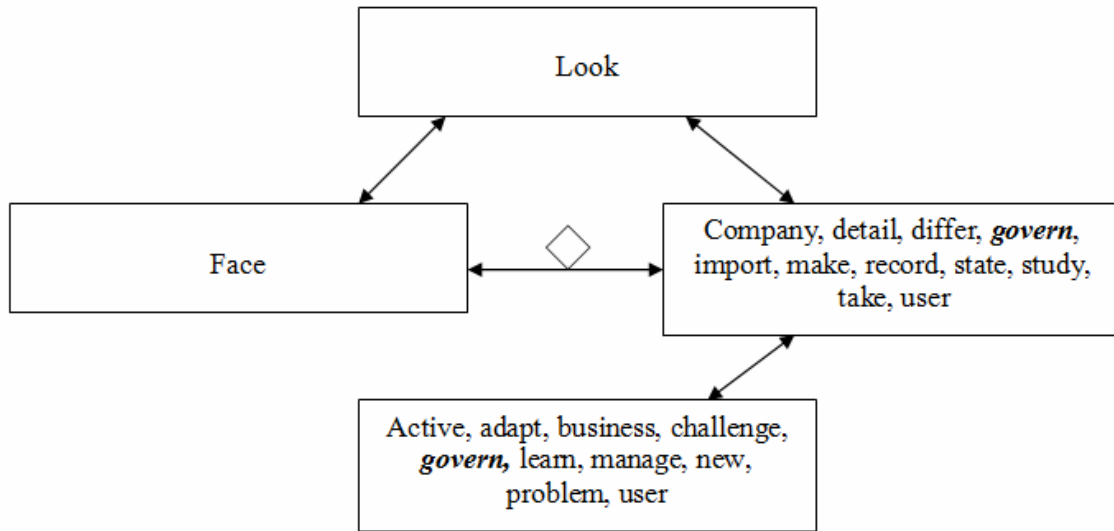 Look
Face
Company, detail, differ, govern,
import, make, record, state, study,
take, user
Active, adapt, business, challenge,
govern, learn, manage, new,
problem, user